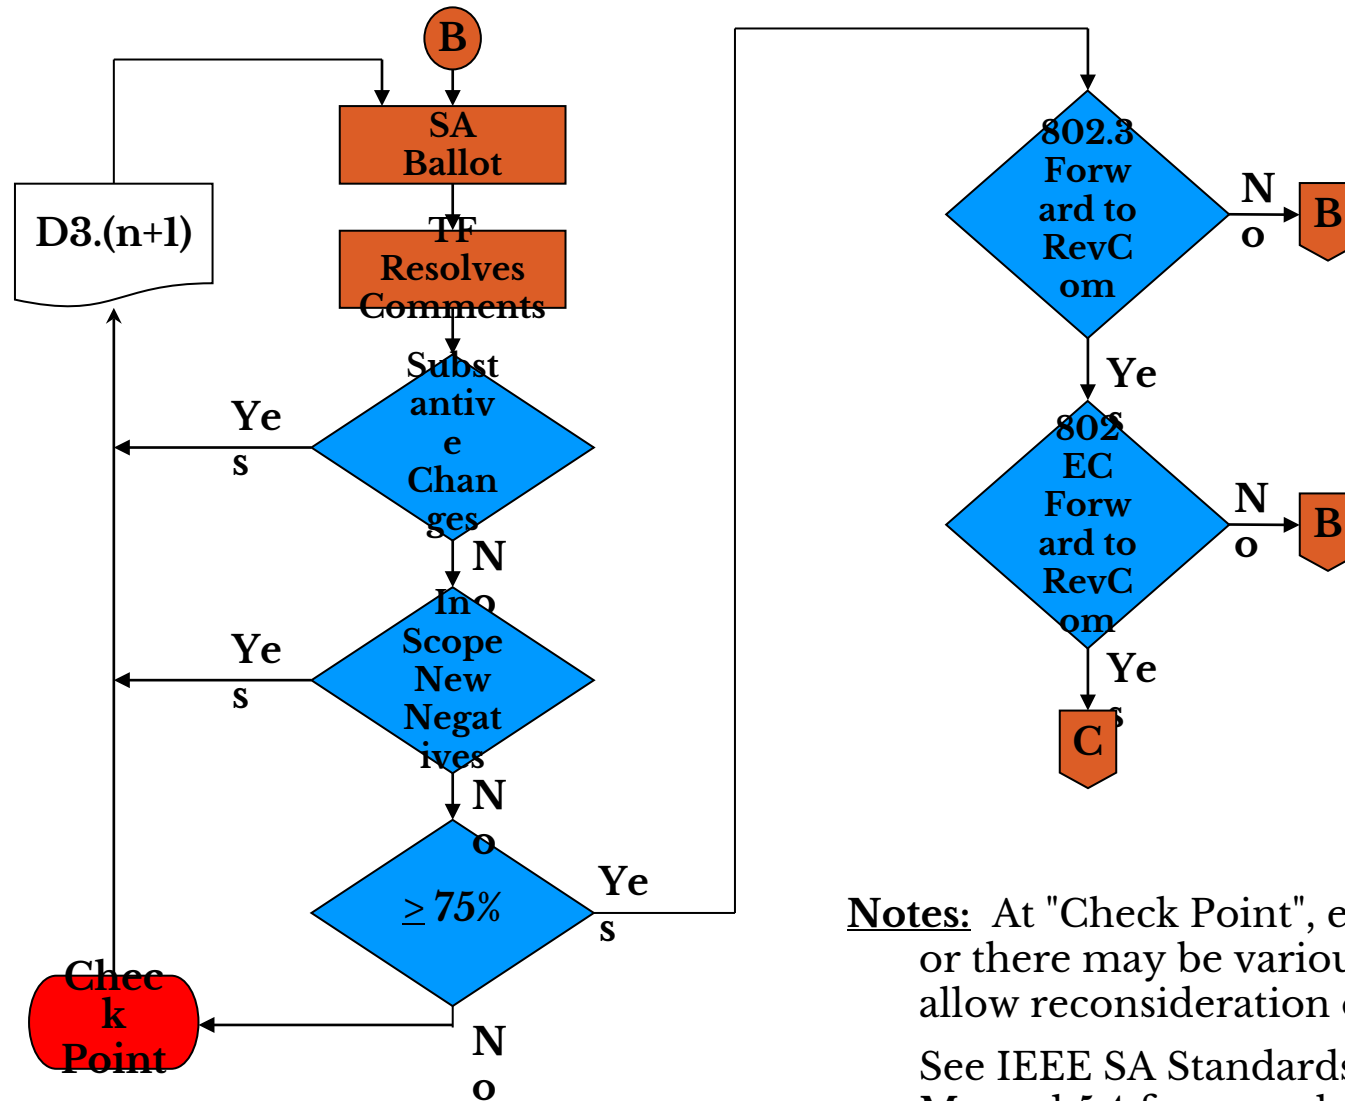 B
SA
Ballot
D3.(n+1)
TF
Resolves
Comments
Subst
antiv
e
Chan
ges
Ye
s
N
o
In
Scope
New
Negat
ives
Ye
s
N
o
≥ 75%
Ye
s
N
o
Chec
k
Point
802.3
Forw
ard to
RevC
om
N
o
B
Ye
s
802
EC
Forw
ard to
RevC
om
N
o
B
Ye
s
C
Notes: At "Check Point", e
or there may be variou
allow reconsideration
See IEEE SA Standards